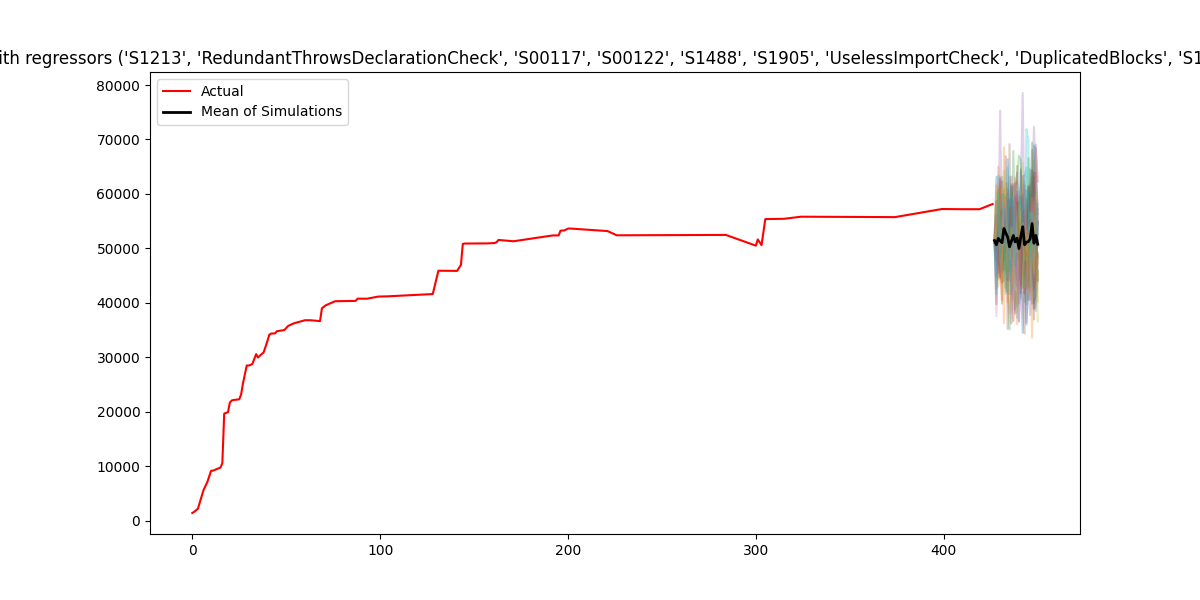 ith regressors ('S1213', 'RedundantThrowsDeclarationCheck', 'S00117', 'S00122', 'S1488', 'S1905', 'UselessImportCheck', 'DuplicatedBlocks', 'S1
Actual
Mean of Simulations
80000
70000
60000
50000
40000
30000
20000
10000
0
0 100 200 300 400